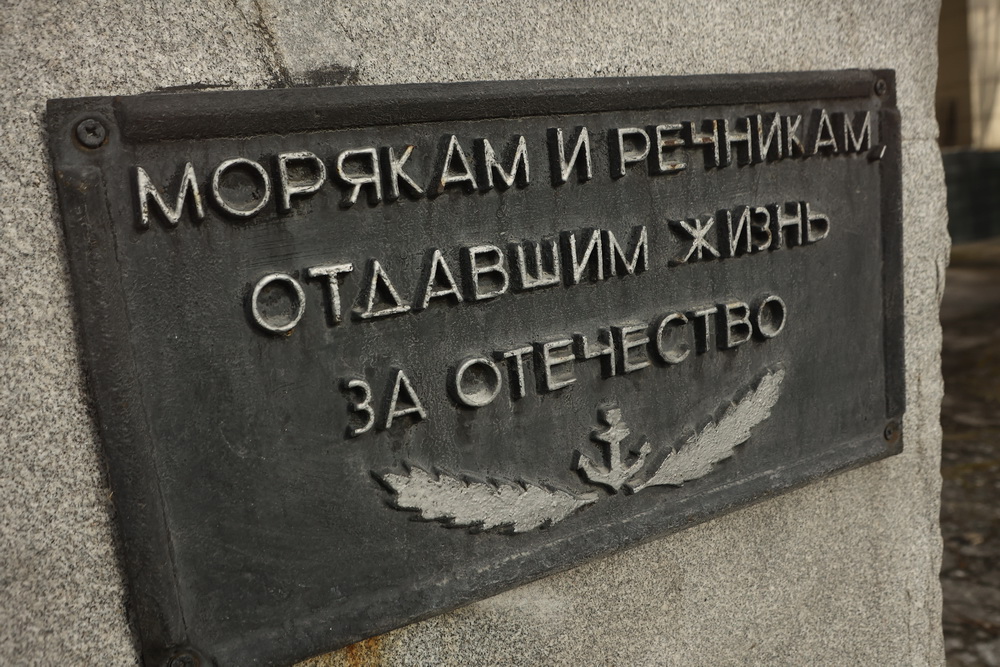 МОРЯКАМ И РЕЧНИКАМ,
ОТДАВШИМ ЖИЗНЬ
ЗА ОТЕЧЕСТВО